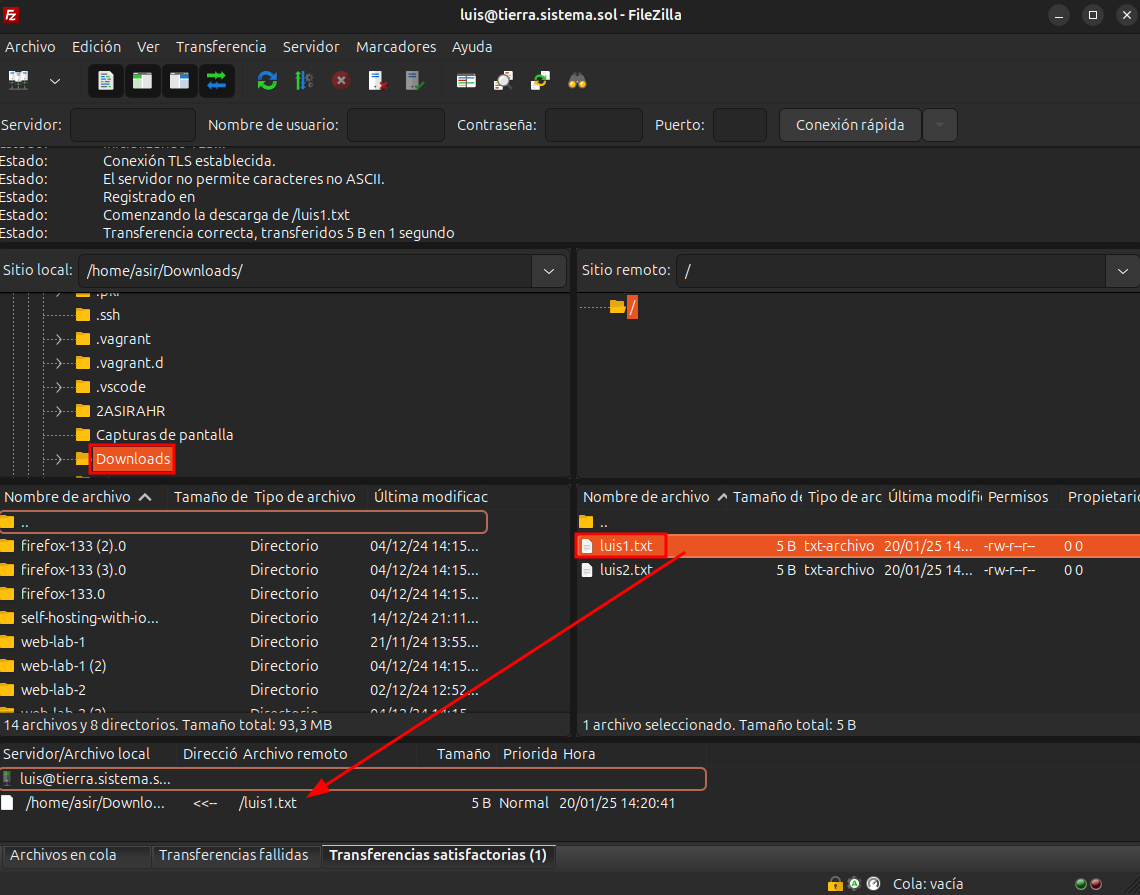 luis@tierra.sistema.sol - FileZilla
Archivo Edición Ver Transferencia Servidor Marcadores Ayuda
Servidor: Nombre de usuario: Contraseña: Puerto: Conexión rápida
Estado: Conexión TLS establecida.
Estado: El servidor no permite caracteres no ASCII.
Estado: Registrado en
Estado: Comenzando la descarga de /luis1.txt
Estado: Transferencia correcta, transferidos 5 B en 1 segundo
Sitio local: /home/asir/Downloads/
.ssh
.vagrant
.vagrant.d
.vscode
2ASIRAHR
Capturas de pantalla
Downloads
Sitio remoto: /
/
Nombre de archivo Tamaño de Tipo de archivo Última modificac
..
firefox-133 (2).0 Directorio 04/12/24 14:15...
firefox-133 (3).0 Directorio 04/12/24 14:15...
firefox-133.0 Directorio 04/12/24 14:15...
self-hosting-with-io... Directorio 14/12/24 21:11...
web-lab-1 Directorio 21/11/24 13:55...
web-lab-1 (2) Directorio 04/12/24 14:15...
web-lab-2 Directorio 02/12/24 12:52...
14 archivos y 8 directorios. Tamaño total: 93,3 MB
Nombre de archivo Tamaño de Tipo de arc Última modifi Permisos Propietario
..
luis1.txt 5 B txt-archivo 20/01/25 14... -rw-r--r-- 0 0
luis2.txt 5 B txt-archivo 20/01/25 14... -rw-r--r-- 0 0
1 archivo seleccionado. Tamaño total: 5 B
Servidor/Archivo local Direcció Archivo remoto Tamaño Priorida Hora
luis@tierra.sistema.s...
/home/asir/Downlo... <<-- /luis1.txt 5 B Normal 20/01/25 14:20:41
Archivos en cola Transferencias fallidas Transferencias satisfactorias (1)
Cola: vacía